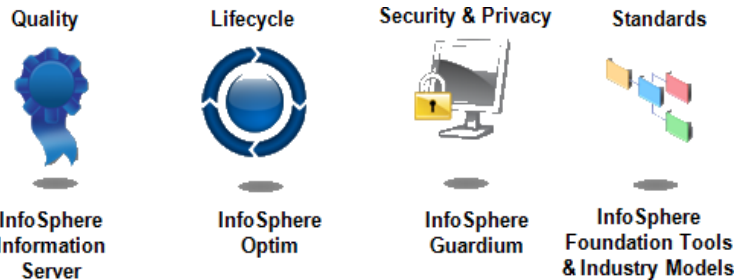 Quality
Lifecycle
Security & Privacy
Standards
InfoSphere
Information
Server
InfoSphere
Optim
InfoSphere
Guardium
InfoSphere
Foundation Tools
& Industry Models